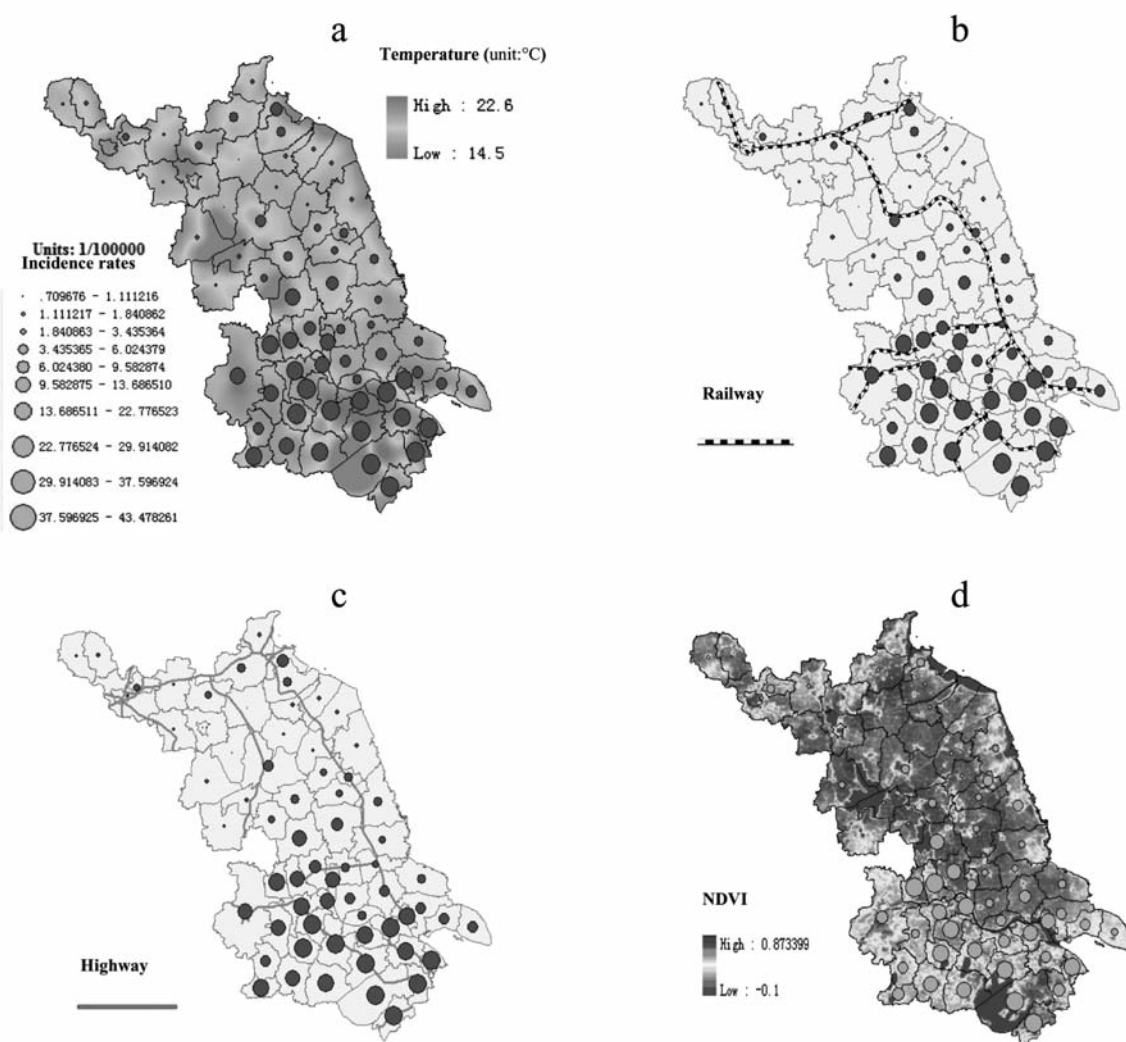 a
Temperature (unit:°C)
High : 22.6
Low : 14.5
Units: 1/100000
Incidence rates
.709676 - 1.111216
1.111217 - 1.840862
1.840863 - 3.435364
3.435365 - 6.024379
6.024380 - 9.582874
9.582875 - 13.686510
13.686511 - 22.776523
22.776524 - 29.914082
29.914083 - 37.596924
37.596925 - 43.478261
b
Railway
c
Highway
d
NDVI
High : 0.873399
Low : -0.1